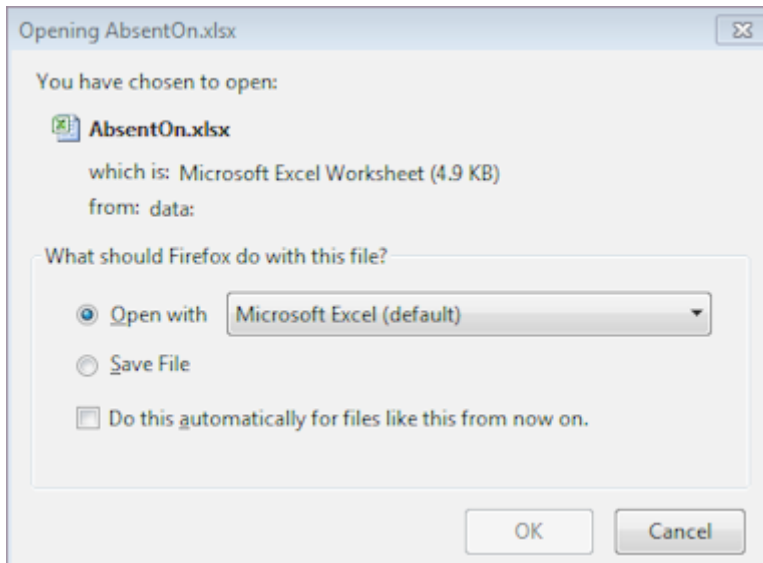 Opening AbsentOn.xlsx
You have chosen to open:
AbsentOn.xlsx
which is: Microsoft Excel Worksheet (4.9 KB)
from: data:
What should Firefox do with this file?
Open with Microsoft Excel (default)
Save File
Do this automatically for files like this from now on.
OK Cancel